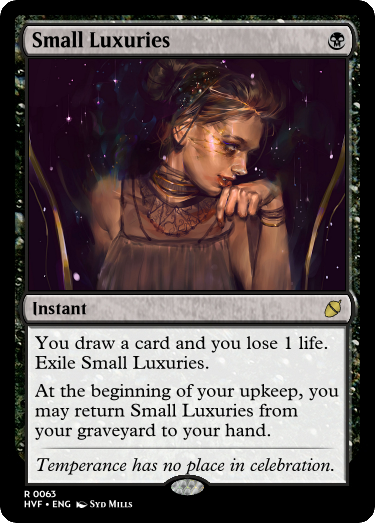 Small Luxuries
Instant
You draw a card and you lose 1 life.
Exile Small Luxuries.
At the beginning of your upkeep, you
may return Small Luxuries from
your graveyard to your hand.
Temperance has no place in celebration.
R 0063
HVF • ENG Syd Mills